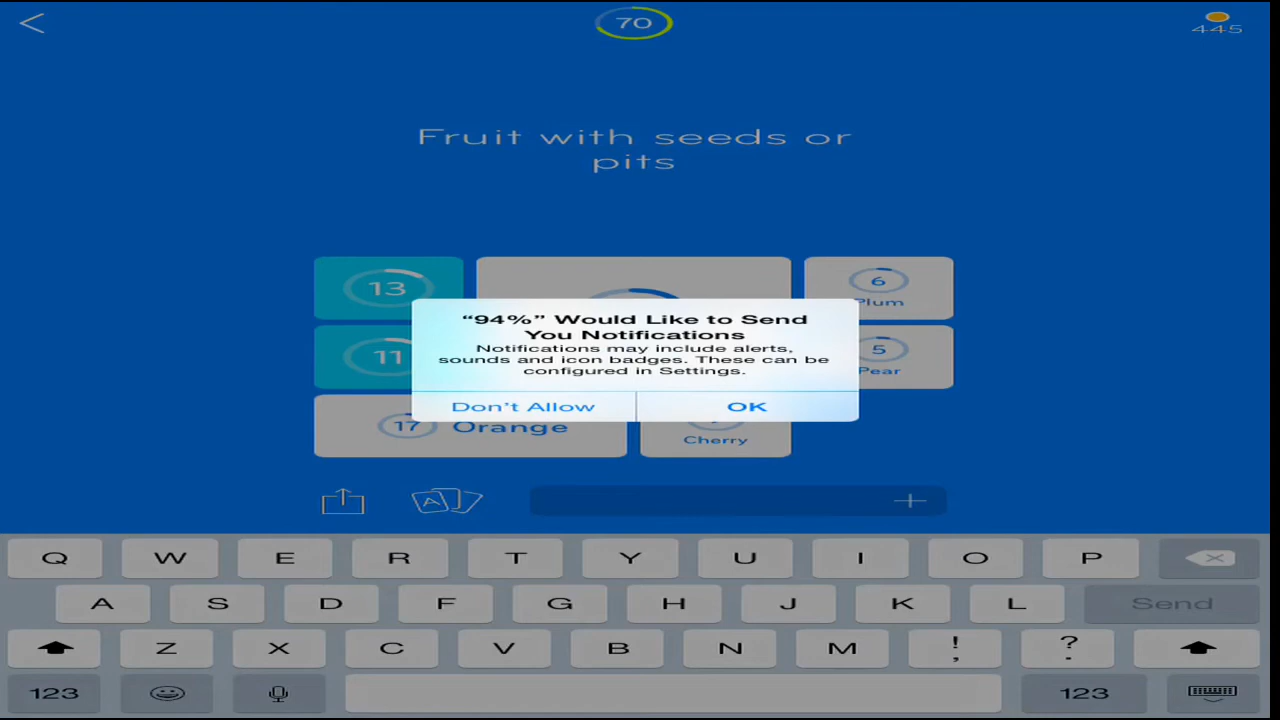 70
445
Fruit with seeds or
pits
13
6
Plum
“94%” Would Like to Send
You Notifications
Notifications may include alerts,
sounds and icon badges. These can be
configured in Settings.
Don’t Allow
OK
11
5
Pear
17 Orange
Cherry
A J
Q W E R T Y U I O P
A S D F G H J K L Send
Z X C V B N M ! , ? .
123 123